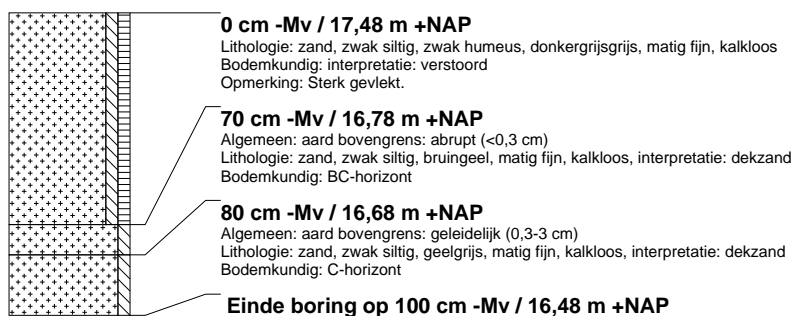 0 cm -Mv / 17,48 m +NAP
Lithologie: zand, zwak siltig, zwak humeus, donkergrijsgrijs, matig fijn, kalkloos
Bodemkundig: interpretatie: verstoord
Opmerking: Sterk gevlekt.
70 cm -Mv / 16,78 m +NAP
Algemeen: aard bovengrens: abrupt (<0,3 cm)
Lithologie: zand, zwak siltig, bruingeel, matig fijn, kalkloos, interpretatie: dekzand
Bodemkundig: BC-horizont
80 cm -Mv / 16,68 m +NAP
Algemeen: aard bovengrens: geleidelijk (0,3-3 cm)
Lithologie: zand, zwak siltig, geelgrijs, matig fijn, kalkloos, interpretatie: dekzand
Bodemkundig: C-horizont
Einde boring op 100 cm -Mv / 16,48 m +NAP